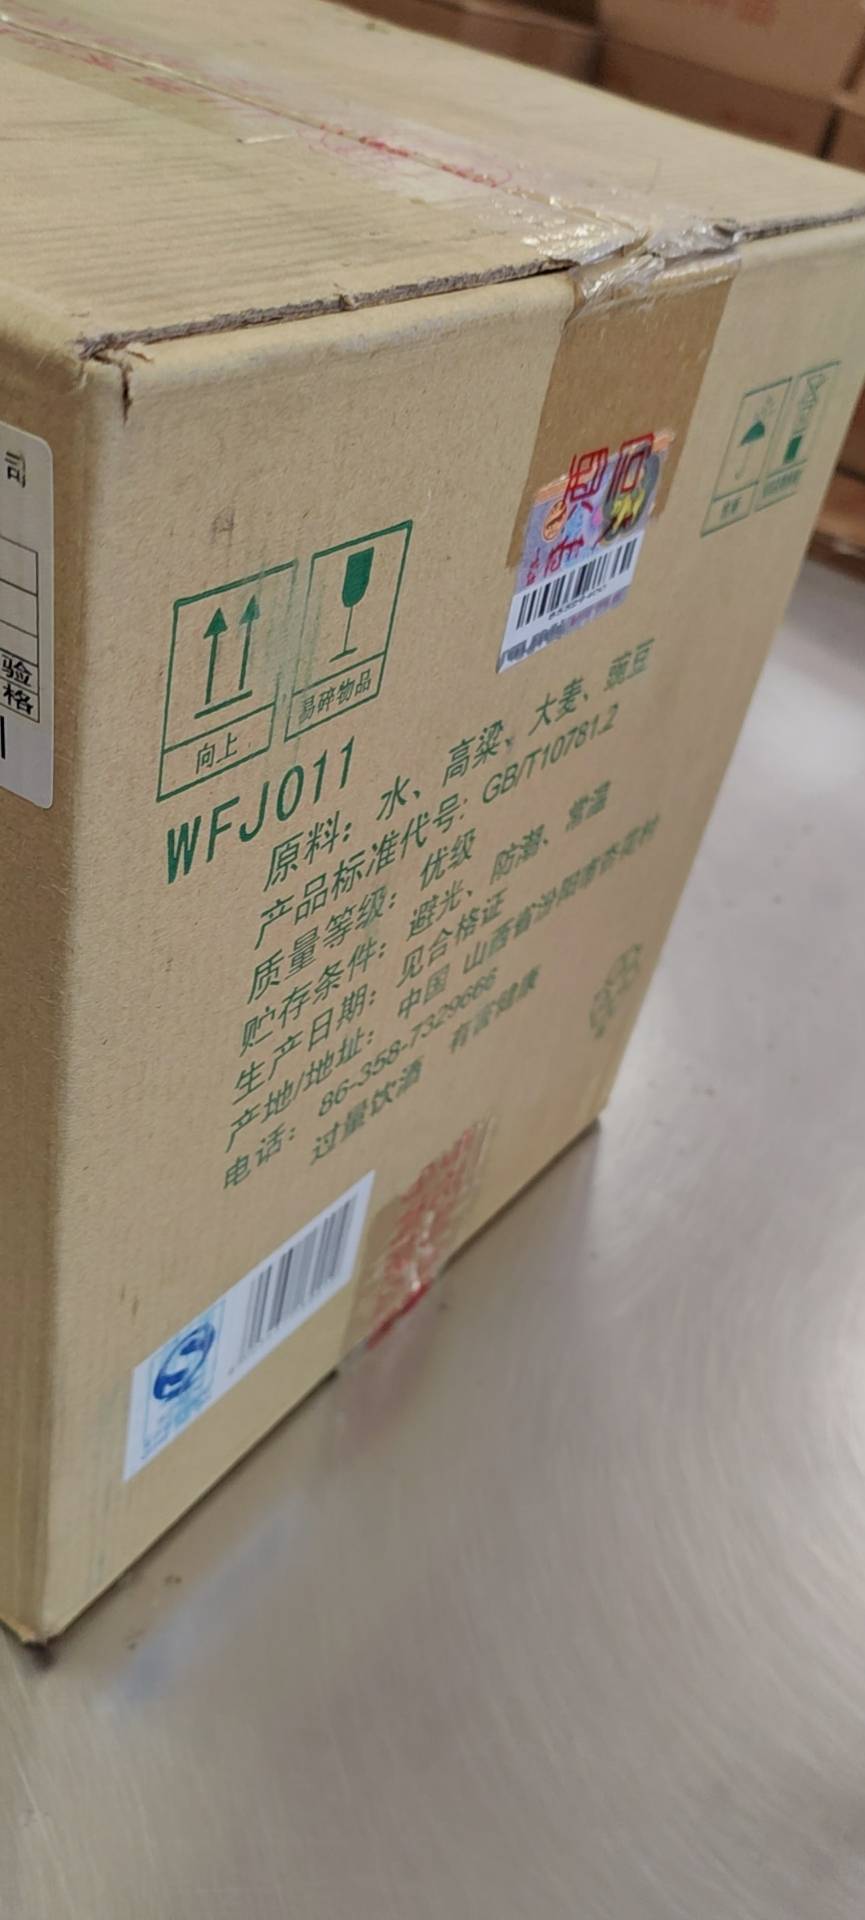 司
验
格
向上
易碎物品
酒
司
WFJ011
原料: 水、高粱、大麦、豌豆
产品标准代号: GB/T10781.2
质量等级: 优级
贮存条件: 避光、防潮、常温
生产日期: 见合格证
产地/地址: 中国 山西省汾阳市杏花村
电话: 86-358-7329666
过量饮酒 有害健康